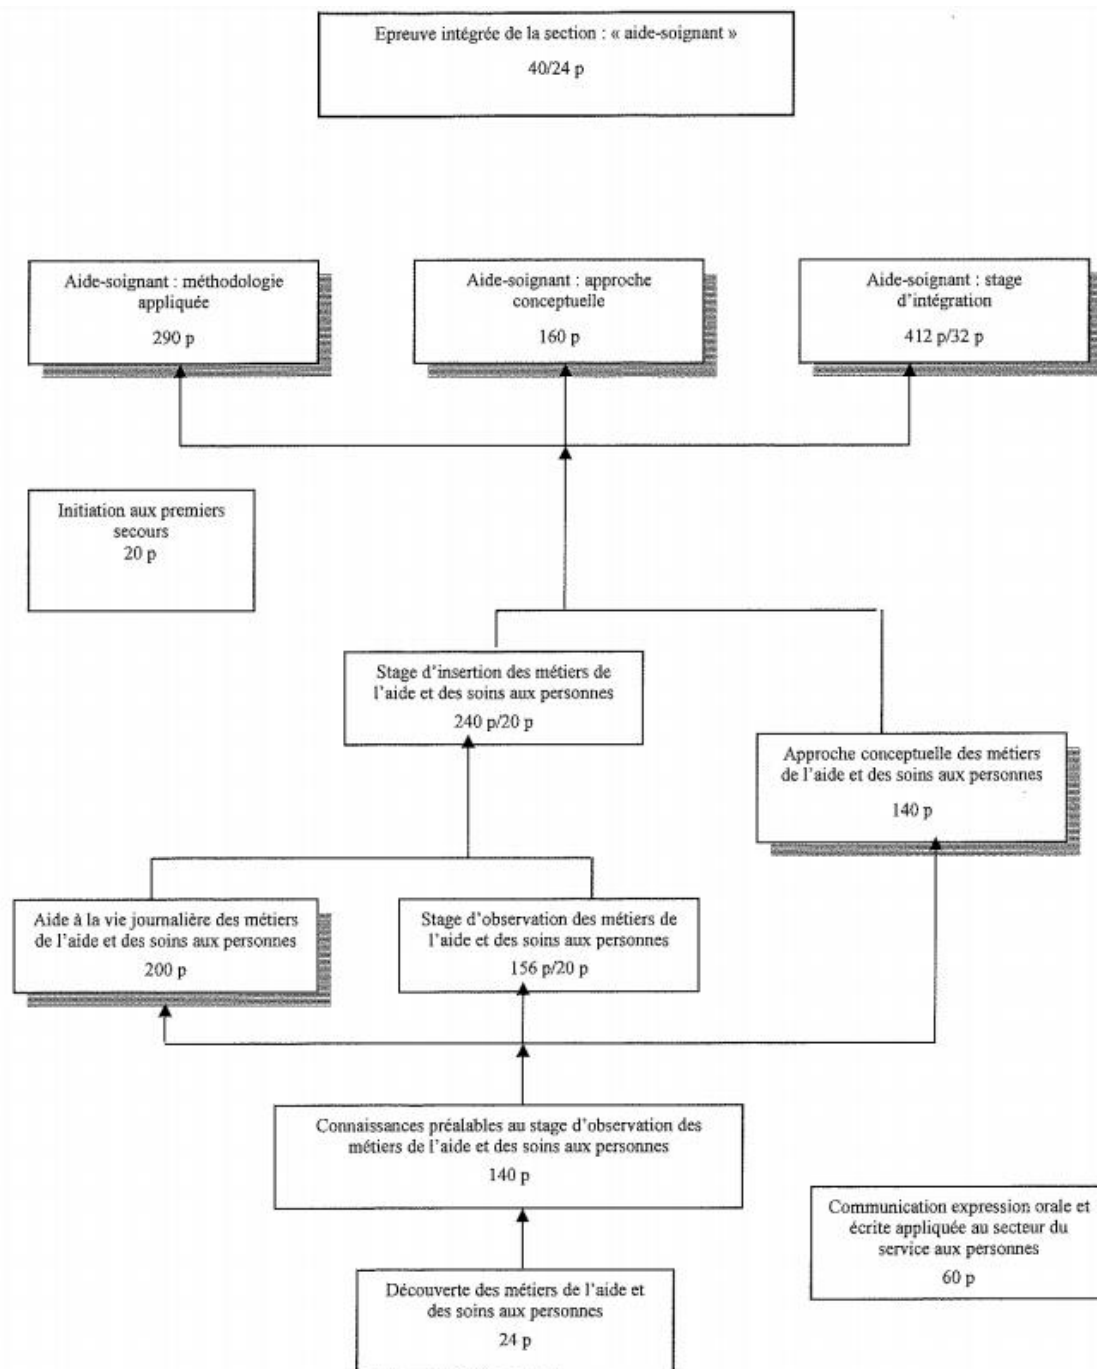 Epreuve intégrée de la section : « aide-soignant »
40/24 p
Aide-soignant : méthodologie
appliquée
290 p
Aide-soignant : approche
conceptuelle
160 p
Aide-soignant : stage
d’intégration
412 p/32 p
Initiation aux premiers
secours
20 p
Stage d’insertion des métiers de
l’aide et des soins aux personnes
240 p/20 p
Approche conceptuelle des métiers
de l’aide et des soins aux personnes
140 p
Aide à la vie journalière des métiers
de l’aide et des soins aux personnes
200 p
Stage d’observation des métiers de
l’aide et des soins aux personnes
156 p/20 p
Connaissances préalables au stage d’observation des
métiers de l’aide et des soins aux personnes
140 p
Communication expression orale et
écrite appliquée au secteur du
service aux personnes
60 p
Découverte des métiers de l’aide et
des soins aux personnes
24 p